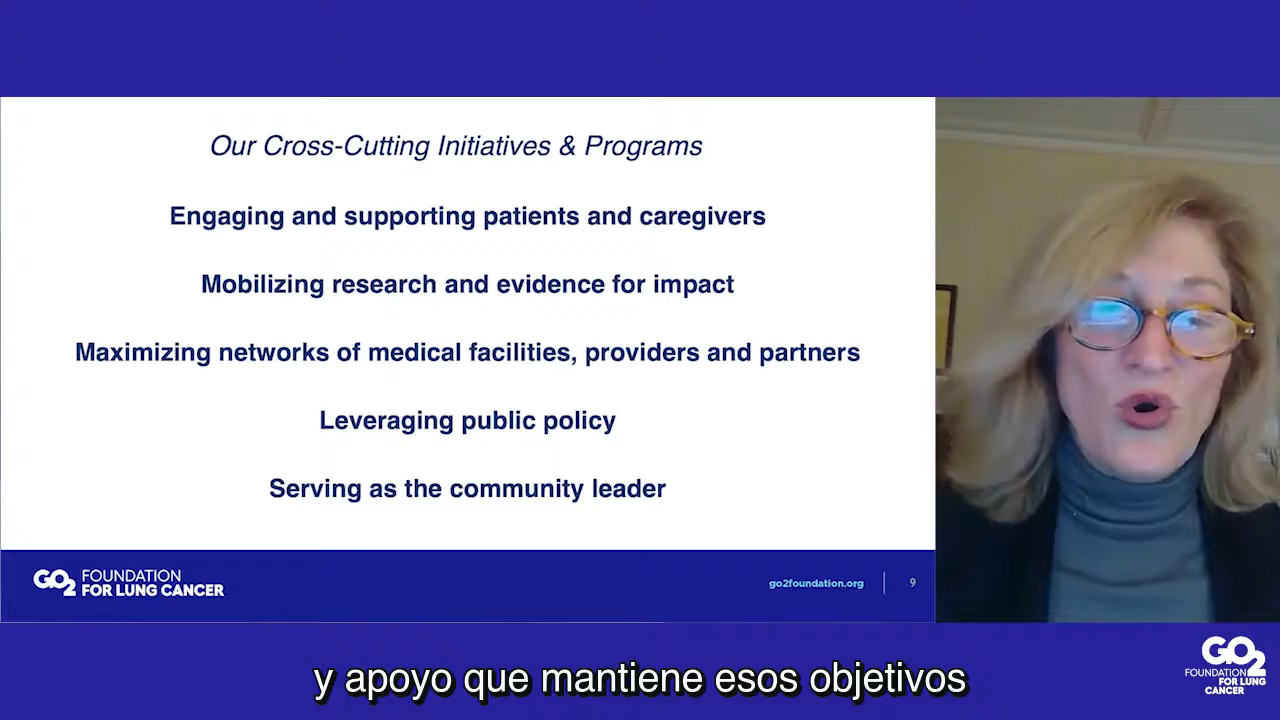 Our Cross-Cutting Initiatives & Programs
Engaging and supporting patients and caregivers
Mobilizing research and evidence for impact
Maximizing networks of medical facilities, providers and partners
Leveraging public policy
Serving as the community leader
GO2 FOUNDATION
FOR LUNG CANCER
go2foundation.org
9
y apoyo que mantiene esos objetivos
GO2
FOUNDATION
FOR LUNG
CANCER